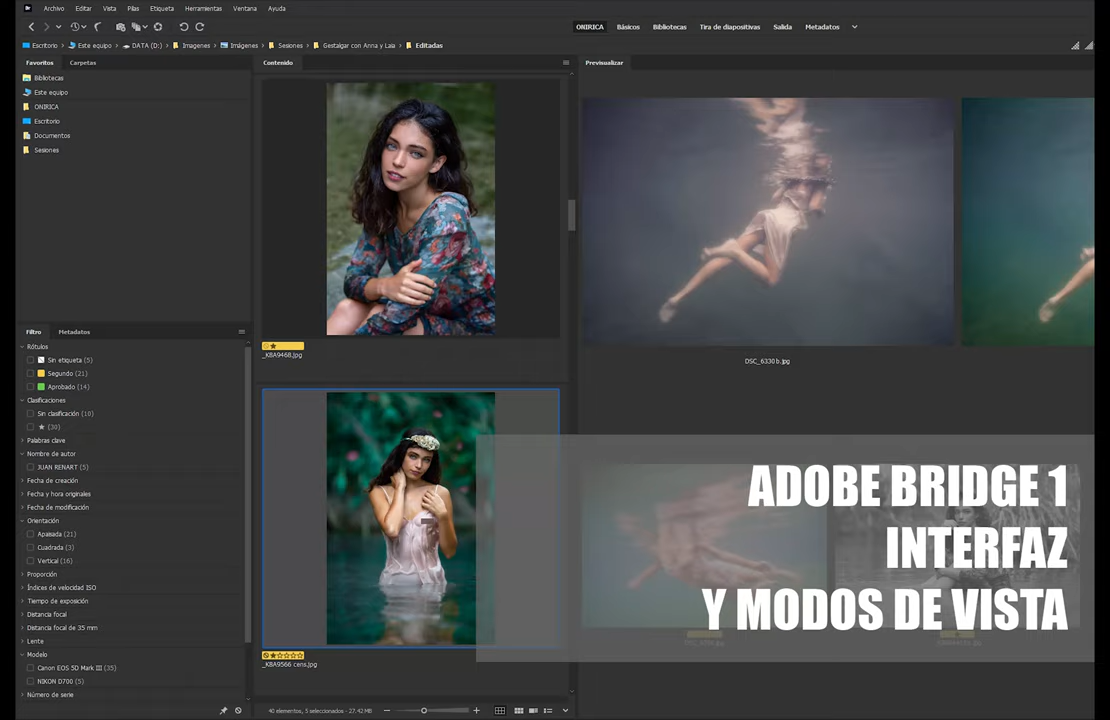 Br Archivo Editar Vista Pilas Etiqueta Herramientas Ventana Ayuda
ONIRICA Básicos Bibliotecas Tira de diapositivas Salida Metadatos
Escritorio > Este equipo > DATA (D:) > Imagenes > Imágenes > Sesiones > Gestalgar con Anna y Laia > Editadas
Favoritos Carpetas
Bibliotecas
Este equipo
ONIRICA
Escritorio
Documentos
Sesiones
Filtro Metadatos
Rótulos
Sin etiqueta (5)
Segundo (21)
Aprobado (14)
Clasificaciones
Sin clasificación (10)
★ (30)
Palabras clave
Nombre de autor
JUAN RENART (5)
Fecha de creación
Fecha y hora originales
Fecha de modificación
Orientación
Apaisada (21)
Cuadrada (3)
Vertical (16)
Proporción
Índices de velocidad ISO
Tiempo de exposición
Distancia focal
Distancia focal de 35 mm
Lente
Modelo
Canon EOS 5D Mark III (35)
NIKON D700 (5)
Número de serie
Contenido
_K8A9468.jpg
_K8A9566 cens.jpg
40 elementos, 5 seleccionados - 27,42 MB
Previsualizar
DSC_6330 b.jpg
ADOBE BRIDGE 1
INTERFAZ
Y MODOS DE VISTA